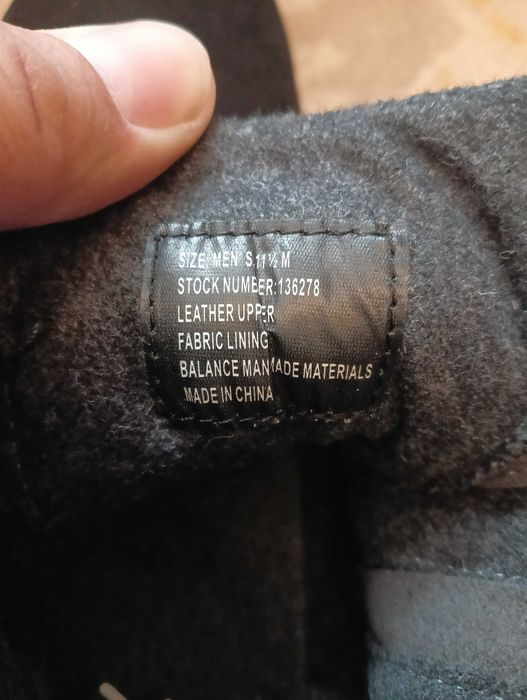 SIZE: MEN'S 11½ M
STOCK NUMBER:136278
LEATHER UPPER
FABRIC LINING
BALANCE MANMADE MATERIALS
MADE IN CHINA